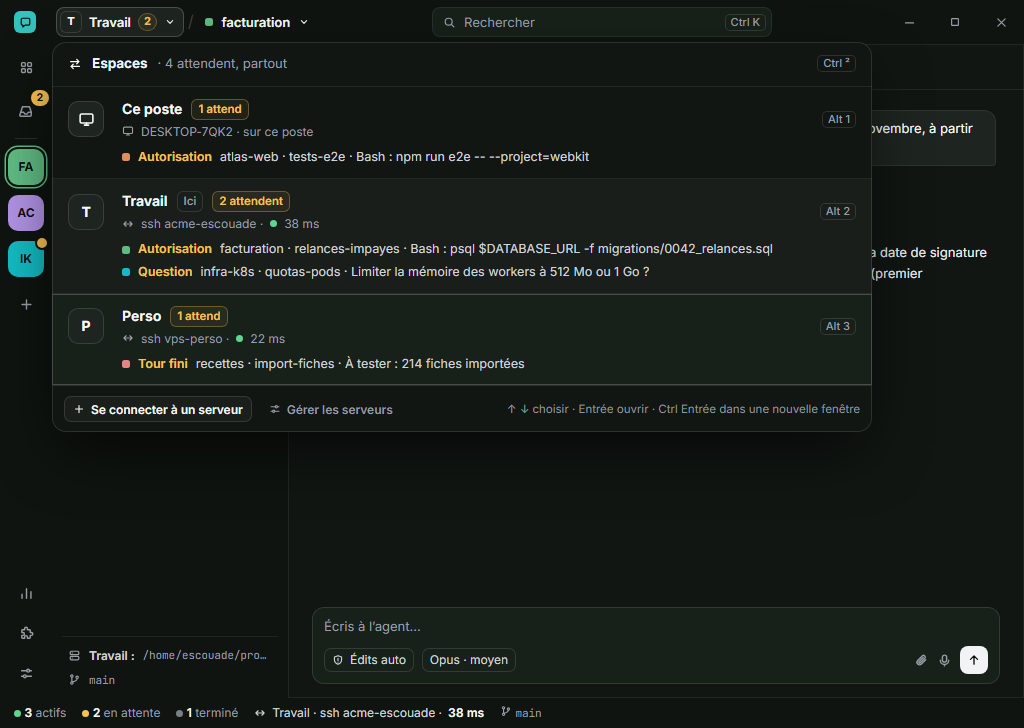 T Travail 2 / facturation Rechercher Ctrl K
Espaces · 4 attendent, partout Ctrl ²
2
Ce poste 1 attend Alt 1
DESKTOP-7QK2 · sur ce poste
ovembre, à partir
Autorisation atlas-web · tests-e2e · Bash : npm run e2e -- --project=webkit
FA
T Travail Ici 2 attendent Alt 2
AC
ssh acme-escouade · 38 ms
Autorisation facturation · relances-impayes · Bash : psql $DATABASE_URL -f migrations/0042_relances.sql
a date de signature
IK
Question infra-k8s · quotas-pods · Limiter la mémoire des workers à 512 Mo ou 1 Go ?
(premier
P Perso 1 attend Alt 3
ssh vps-perso · 22 ms
Tour fini recettes · import-fiches · À tester : 214 fiches importées
+ Se connecter à un serveur Gérer les serveurs ↑ ↓ choisir · Entrée ouvrir · Ctrl Entrée dans une nouvelle fenêtre
Écris à l'agent...
Édits auto Opus · moyen
Travail : /home/escouade/pro…
main
3 actifs 2 en attente 1 terminé Travail · ssh acme-escouade · 38 ms main